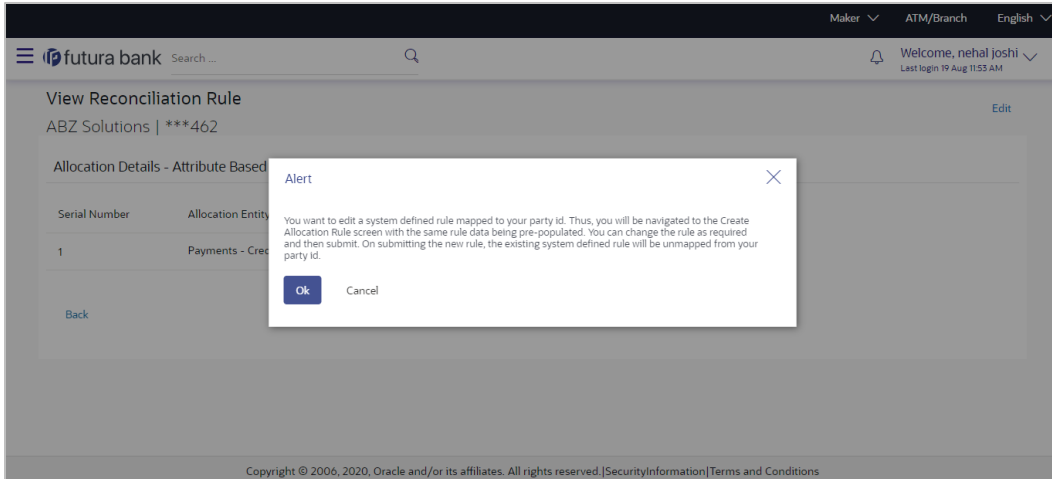 Maker ATM/Branch English
futura bank Search ... Welcome, nehal joshi
Last login 19 Aug 11:53 AM
View Reconciliation Rule
Edit
ABZ Solutions | ***462
Allocation Details - Attribute Based
Alert
Serial Number Allocation Entity
You want to edit a system defined rule mapped to your party id. Thus, you will be navigated to the Create
Allocation Rule screen with the same rule data being pre-populated. You can change the rule as required
and then submit. On submitting the new rule, the existing system defined rule will be unmapped from your
party id.
1 Payments - Cred
Ok Cancel
Back
Copyright © 2006, 2020, Oracle and/or its affiliates. All rights reserved.|SecurityInformation|Terms and Conditions